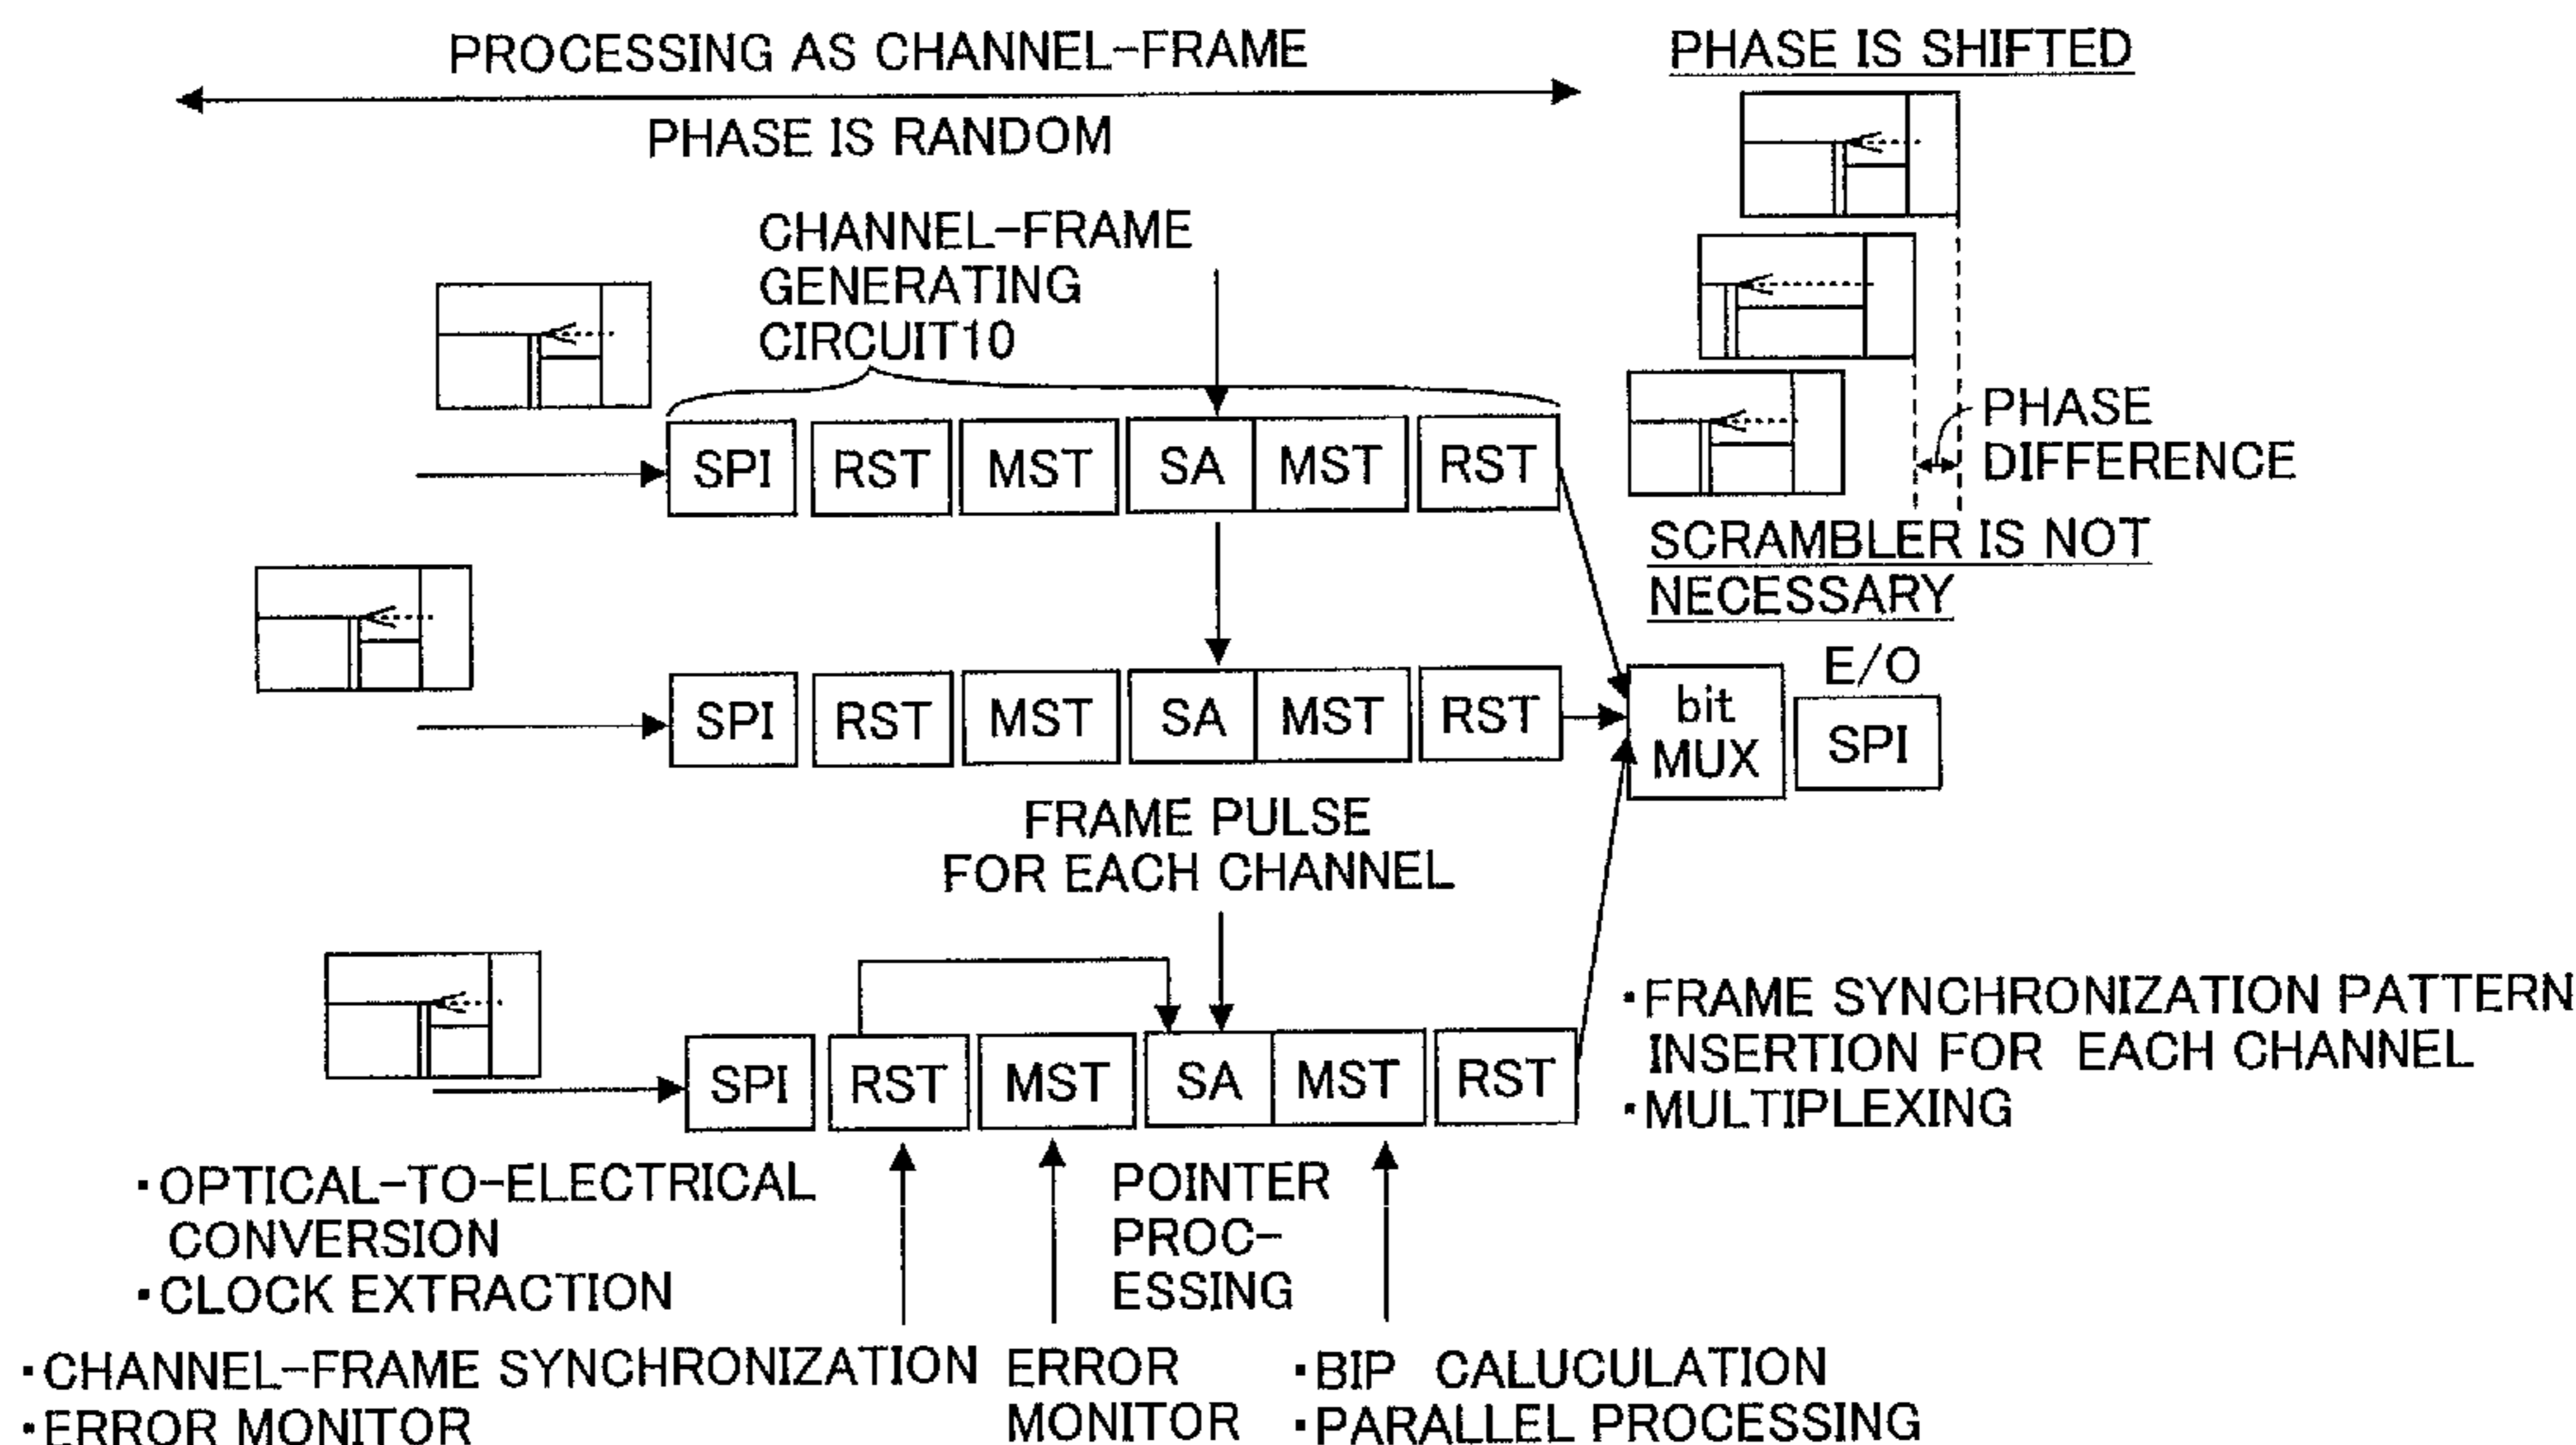 PROCESSING AS CHANNEL-FRAME
PHASE IS RANDOM
PHASE IS SHIFTED
CHANNEL-FRAME
GENERATING
CIRCUIT10
PHASE
DIFFERENCE
SPI RST MST SA MST RST
SCRAMBLER IS NOT
NECESSARY
SPI RST MST SA MST RST
bit
MUX
E/O
SPI
FRAME PULSE
FOR EACH CHANNEL
SPI RST MST SA MST RST
·FRAME SYNCHRONIZATION PATTERN
INSERTION FOR EACH CHANNEL
·MULTIPLEXING
·OPTICAL-TO-ELECTRICAL
CONVERSION
·CLOCK EXTRACTION
POINTER
PROC-
ESSING
·CHANNEL-FRAME SYNCHRONIZATION
·ERROR MONITOR
ERROR
MONITOR
·BIP CALUCULATION
·PARALLEL PROCESSING